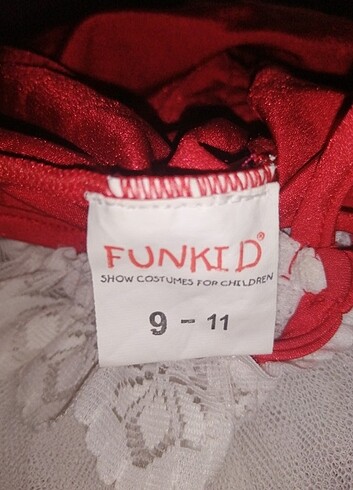 FUNKID®
SHOW COSTUMES FOR CHILDREN
9 - 11